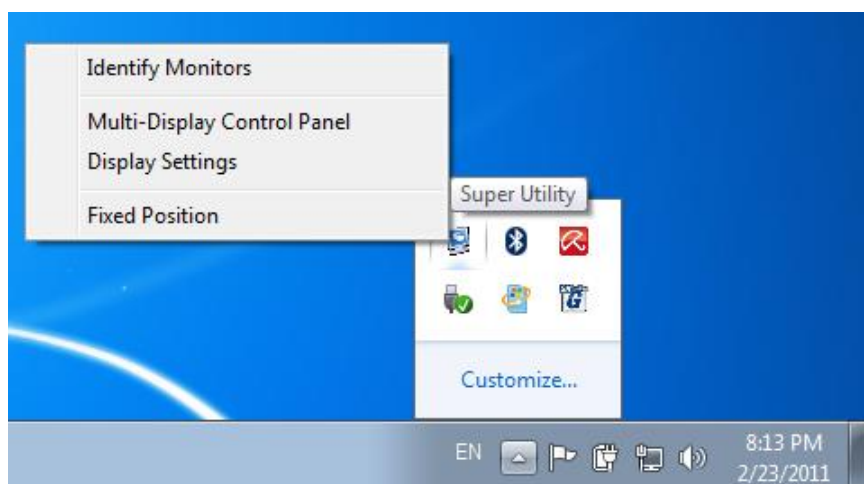 Identify Monitors
Multi-Display Control Panel
Display Settings
Fixed Position
Super Utility
Customize...
EN
8:13 PM
2/23/2011